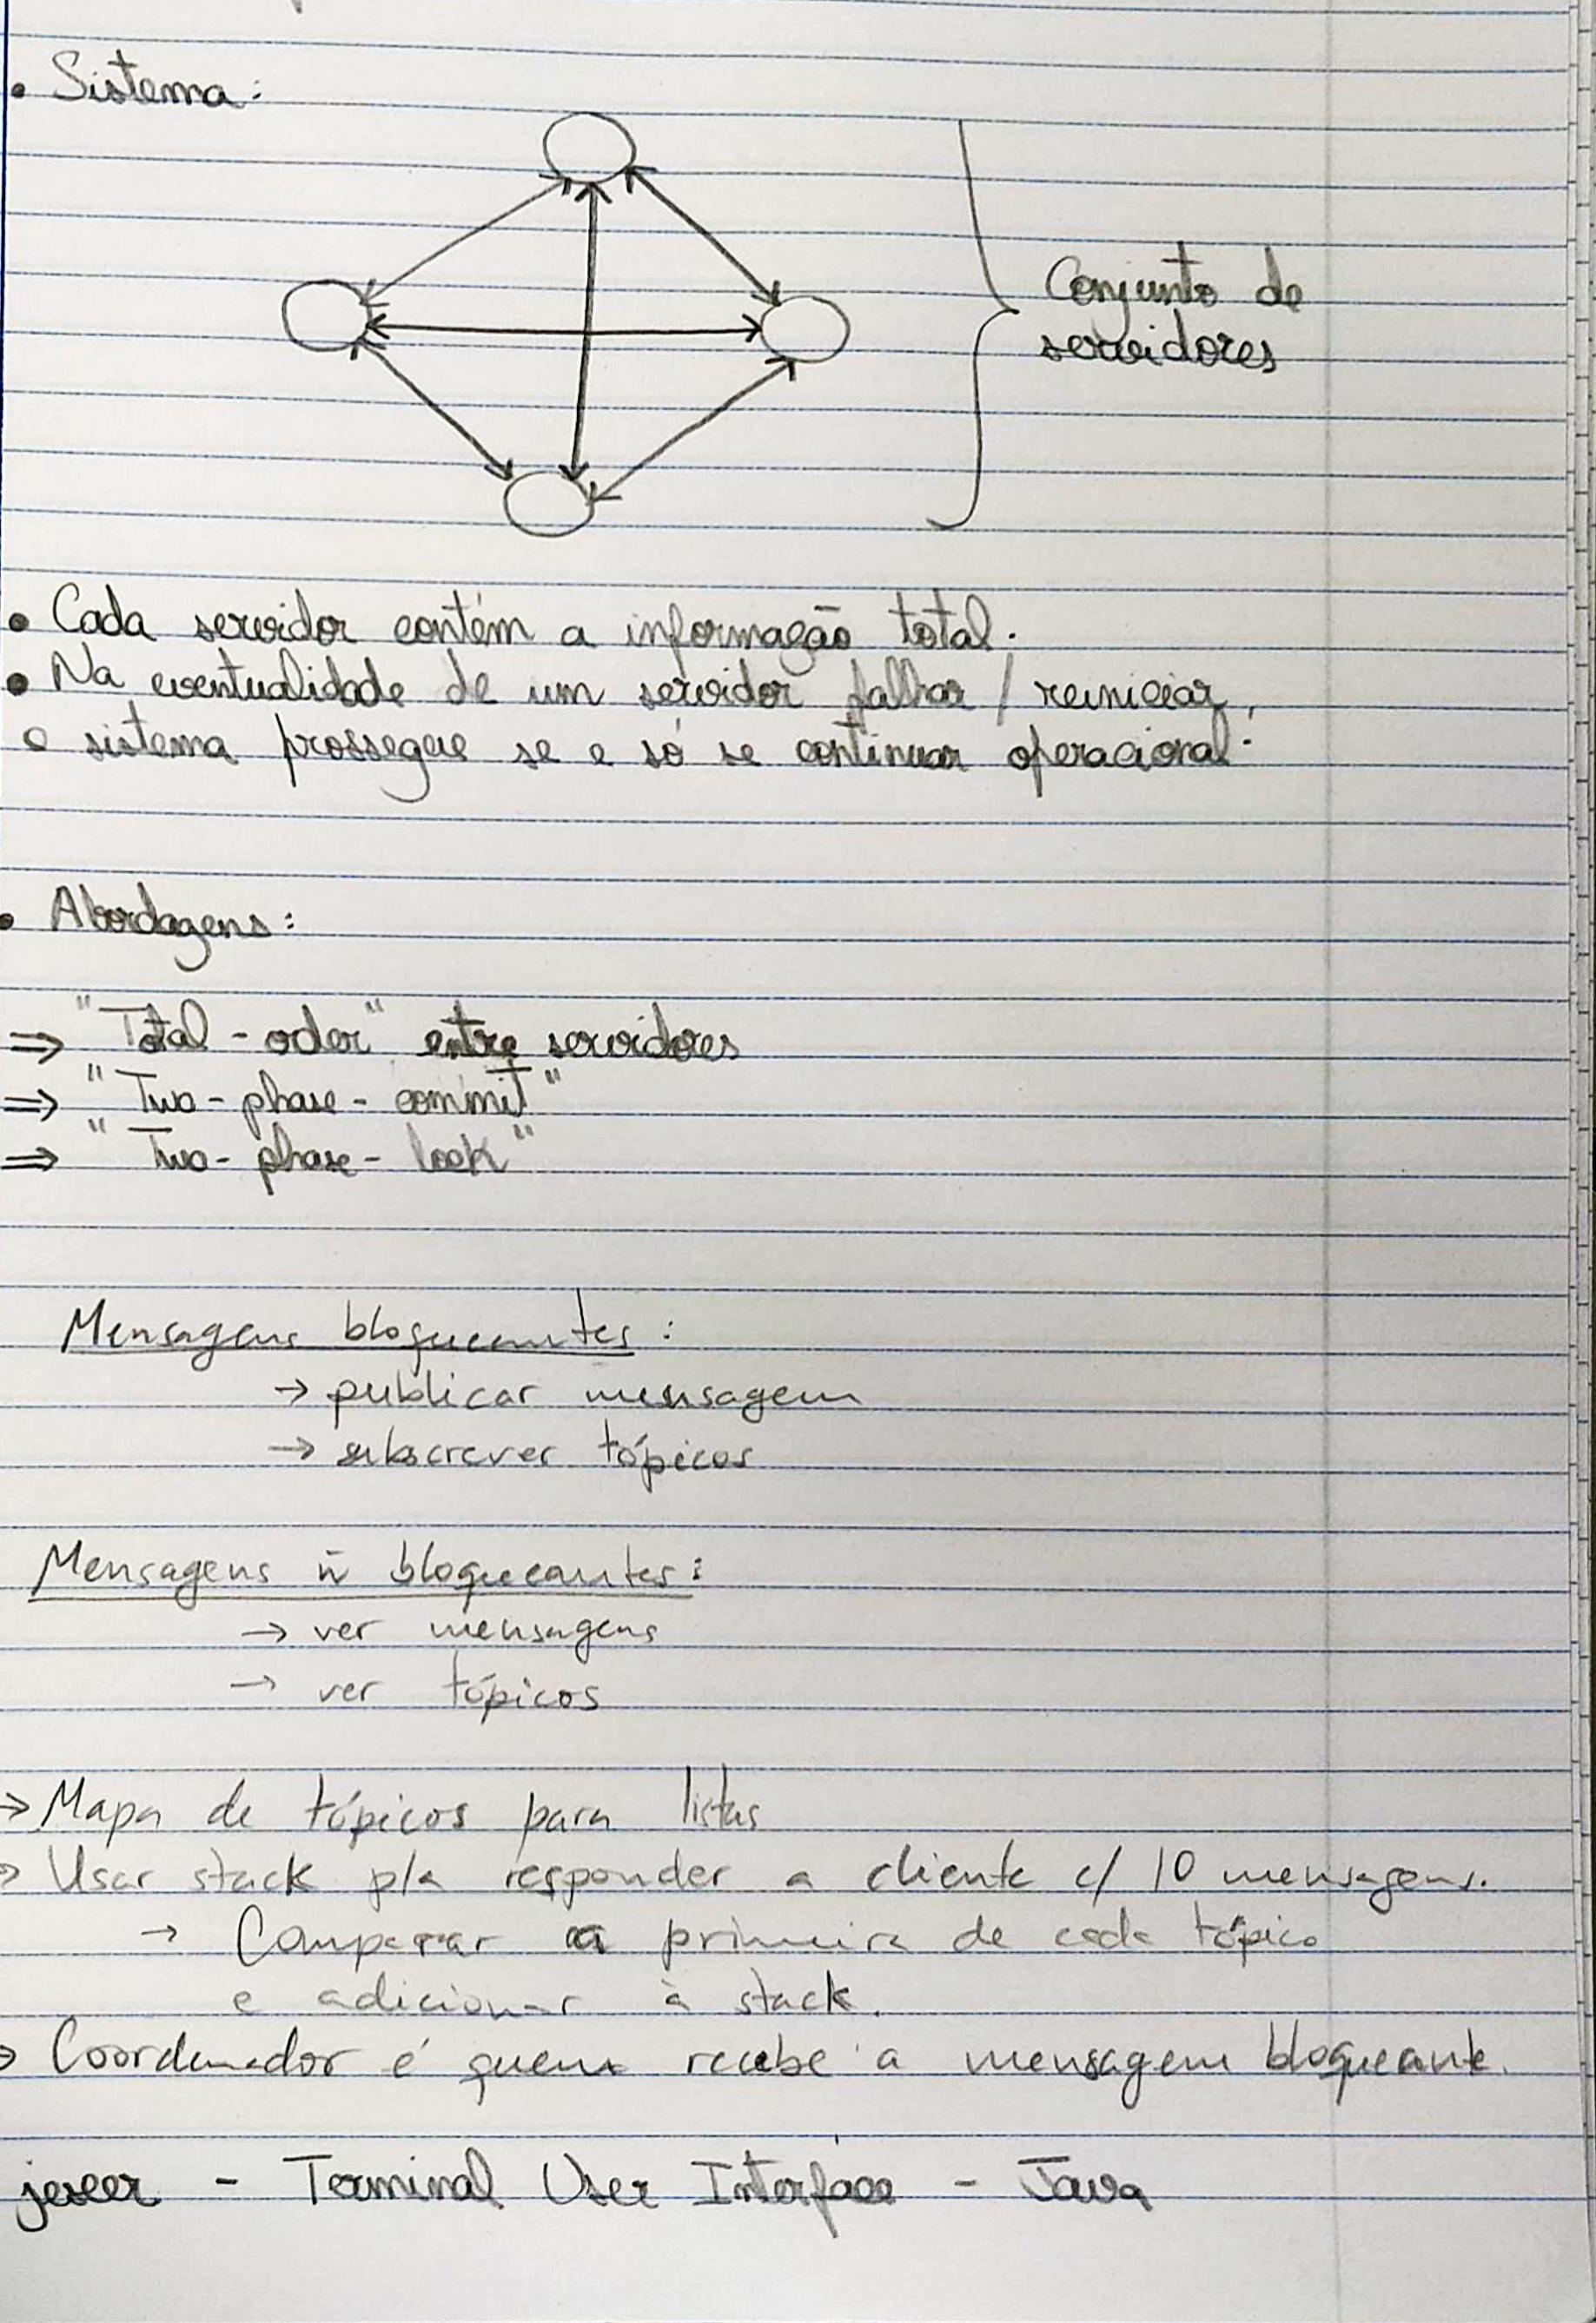 • Sistema:
Conjunto de
servidores
• Cada servidor contém a informação total.
• Na eventualidade de um servidor falhar / reiniciar,
o sistema prossegue se e só se continuar operacional.
• Abordagens:
⇒ "Total - oder" entre servidores
⇒ "Two - phase - commit"
⇒ "Two - phase - lock"
Mensagens bloqueantes:
→ publicar mensagem
→ subscrever tópicos
Mensagens ñ bloqueantes:
→ ver mensagens
→ ver tópicos
→ Mapa de tópicos para listas
→ Usar stack p/a responder a cliente c/ 10 mensagens.
→ Comparar a primeira de cada tópico
e adicionar à stack.
→ Coordenador é quem recebe a mensagem bloqueante.
- Terminal User Interface - Java